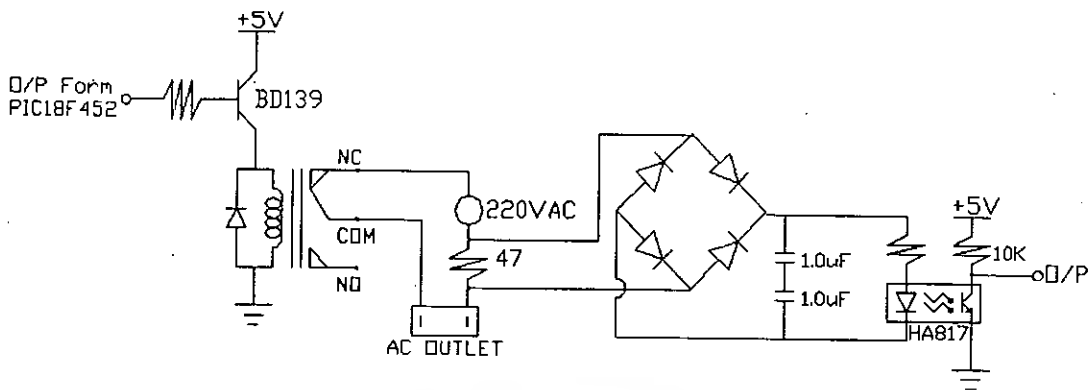 +5V
O/P Form
PIC18F452
BD139
NC
220VAC
COM
47
NO
AC OUTLET
1.0uF
1.0uF
+5V
10K
O/P
HA817